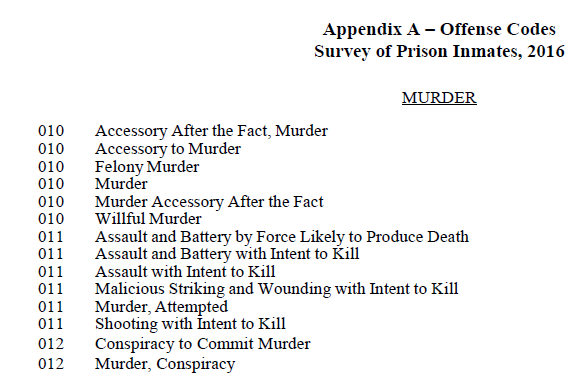 Appendix A – Offense Codes
Survey of Prison Inmates, 2016
MURDER
010 Accessory After the Fact, Murder
010 Accessory to Murder
010 Felony Murder
010 Murder
010 Murder Accessory After the Fact
010 Willful Murder
011 Assault and Battery by Force Likely to Produce Death
011 Assault and Battery with Intent to Kill
011 Assault with Intent to Kill
011 Malicious Striking and Wounding with Intent to Kill
011 Murder, Attempted
011 Shooting with Intent to Kill
012 Conspiracy to Commit Murder
012 Murder, Conspiracy